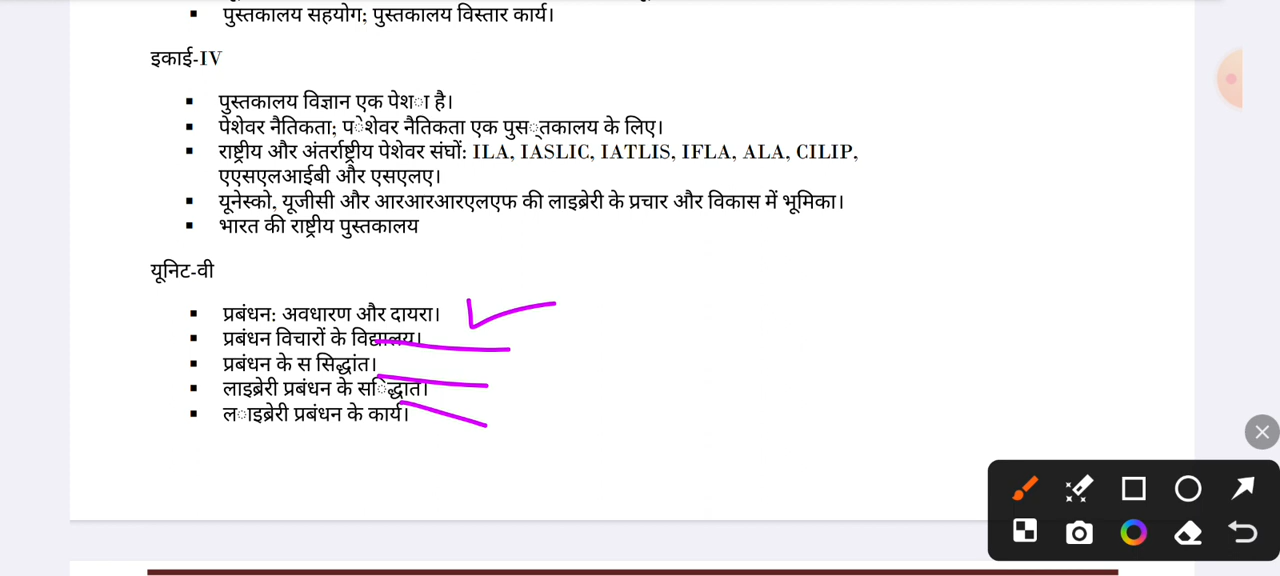 पुस्तकालय सहयोग; पुस्तकालय विस्तार कार्य।
इकाई-IV
पुस्तकालय विज्ञान एक पेश◌ा है।
पेशेवर नैतिकता; प◌ेशेवर नैतिकता एक पुस◌्तकालय के लिए।
राष्ट्रीय और अंतर्राष्ट्रीय पेशेवर संघों: ILA, IASLIC, IATLIS, IFLA, ALA, CILIP,
एएसएलआईबी और एसएलए।
यूनेस्को, यूजीसी और आरआरआरएलएफ की लाइब्रेरी के प्रचार और विकास में भूमिका।
भारत की राष्ट्रीय पुस्तकालय
यूनिट-वी
प्रबंधन: अवधारण और दायरा।
प्रबंधन विचारों के विद्यालय।
प्रबंधन के स सिद्धांत।
लाइब्रेरी प्रबंधन के स◌िद्धांत।
ल◌ाइब्रेरी प्रबंधन के कार्य।